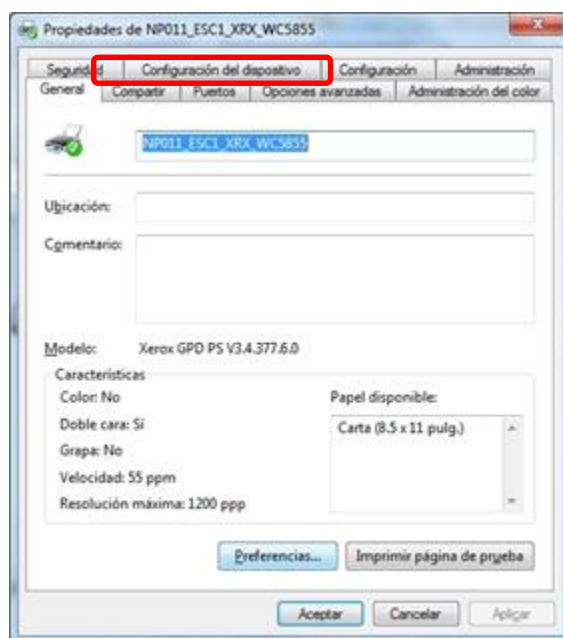 Propiedades de NP011_ESC1_XRX_WC5855
Seguridad Configuración del dispositivo Configuración Administración
General Compartir Puertos Opciones avanzadas Administración del color
NP011_ESC1_XRX_WC5855
Ubicación:
Comentario:
Modelo: Xerox GPD PS V3.4.377.6.0
Características
Color: No Papel disponible:
Doble cara: Sí Carta (8.5 x 11 pulg.)
Grapa: No
Velocidad: 55 ppm
Resolución máxima: 1200 ppp
Preferencias... Imprimir página de prueba
Aceptar Cancelar Aplicar